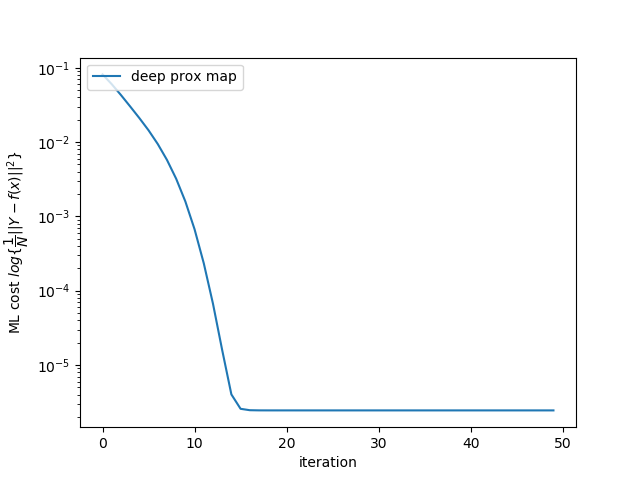 deep prox map
10⁻¹
10⁻²
10⁻³
10⁻⁴
10⁻⁵
ML cost log{1/N||Y − f(x)||²}
0 10 20 30 40 50
iteration